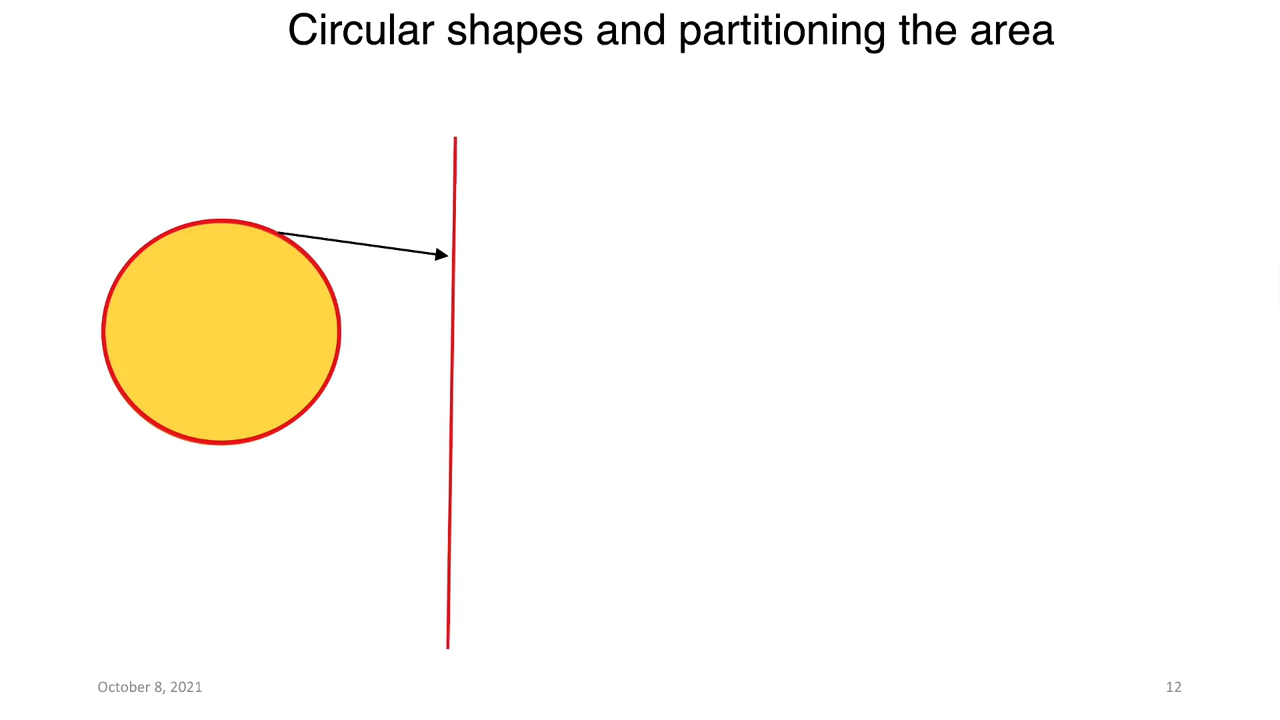 Circular shapes and partitioning the area
October 8, 2021
12